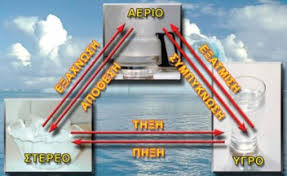 ΑΕΡΙΟ
ΕΞΑΧΝΩΣΗ
ΑΠΟΘΕΣΗ
ΕΞΑΤΜΙΣΗ
ΣΥΜΠΥΚΝΩΣΗ
ΤΗΞΗ
ΠΗΞΗ
ΣΤΕΡΕΟ
ΥΓΡΟ